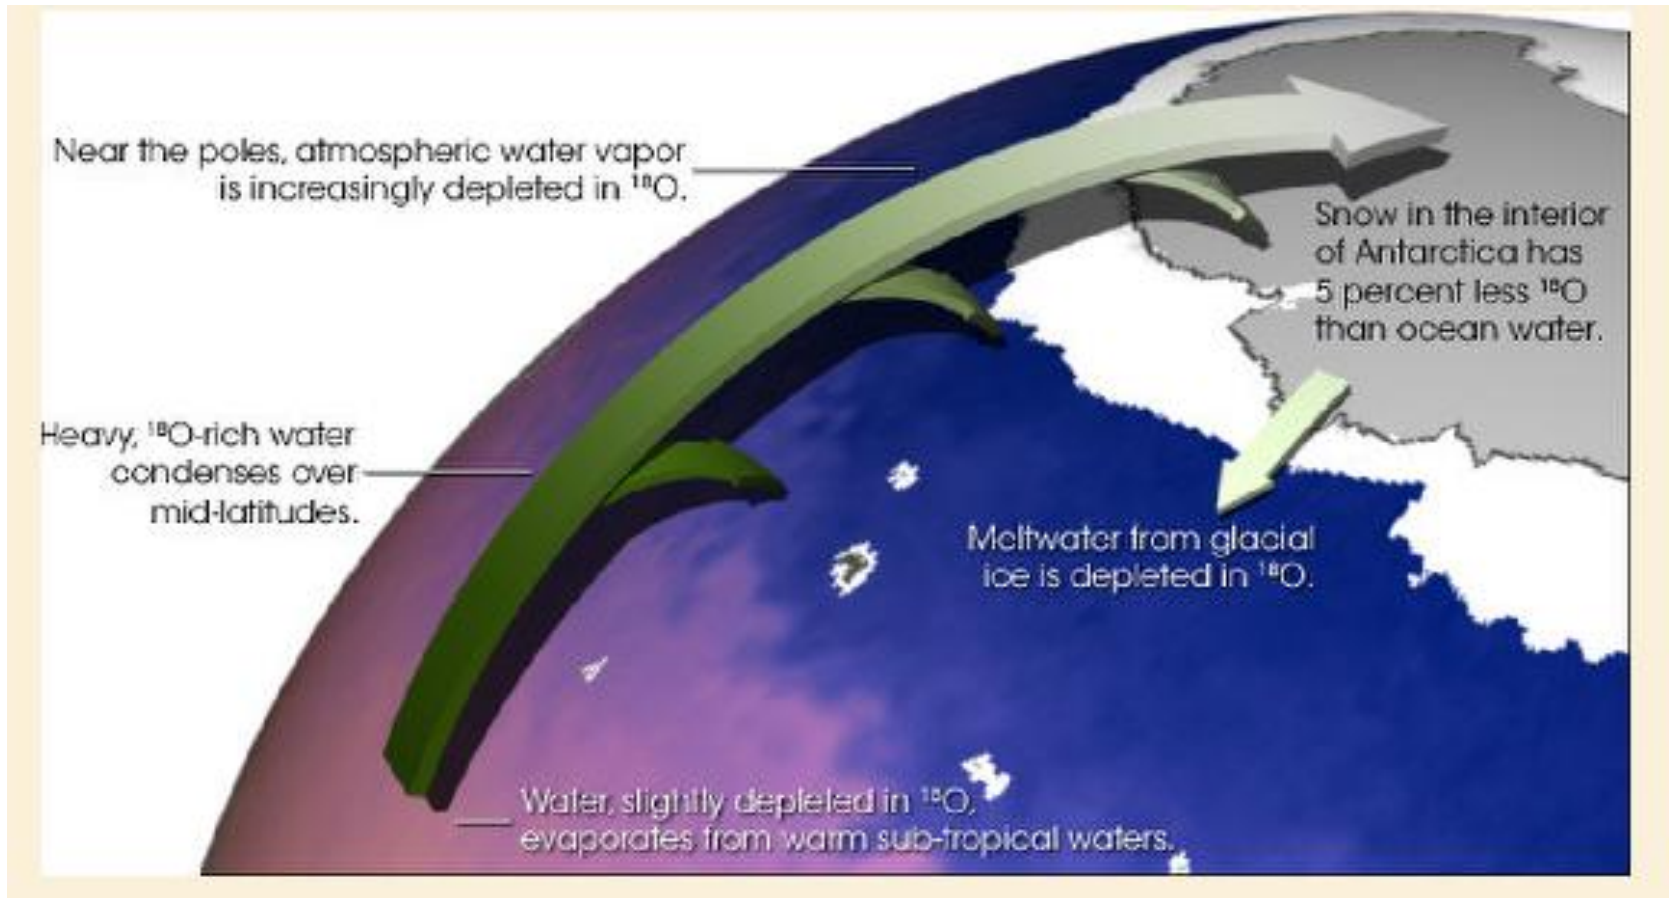 Near the poles, atmospheric water vapor
is increasingly depleted in ¹⁸O.
Snow in the interior
of Antarctica has
5 percent less ¹⁸O
than ocean water.
Heavy, ¹⁸O-rich water
condenses over
mid-latitudes.
Meltwater from glacial
ice is depleted in ¹⁸O.
Water, slightly depleted in ¹⁸O,
evaporates from warm sub-tropical waters.